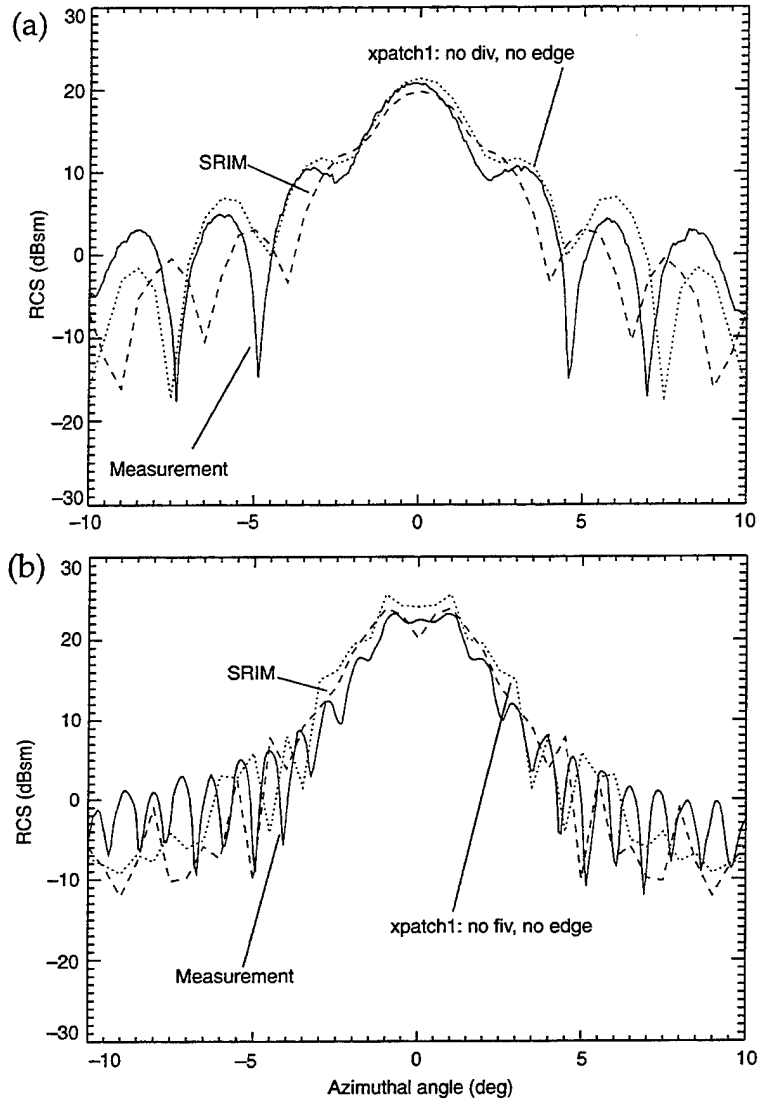 (a)
30
20
10
0
−10
−20
−30
RCS (dBsm)
xpatch1: no div, no edge
SRIM
Measurement
−10
−5
0
5
10
(b)
30
20
10
0
−10
−20
−30
RCS (dBsm)
SRIM
xpatch1: no fiv, no edge
Measurement
−10
−5
0
5
10
Azimuthal angle (deg)